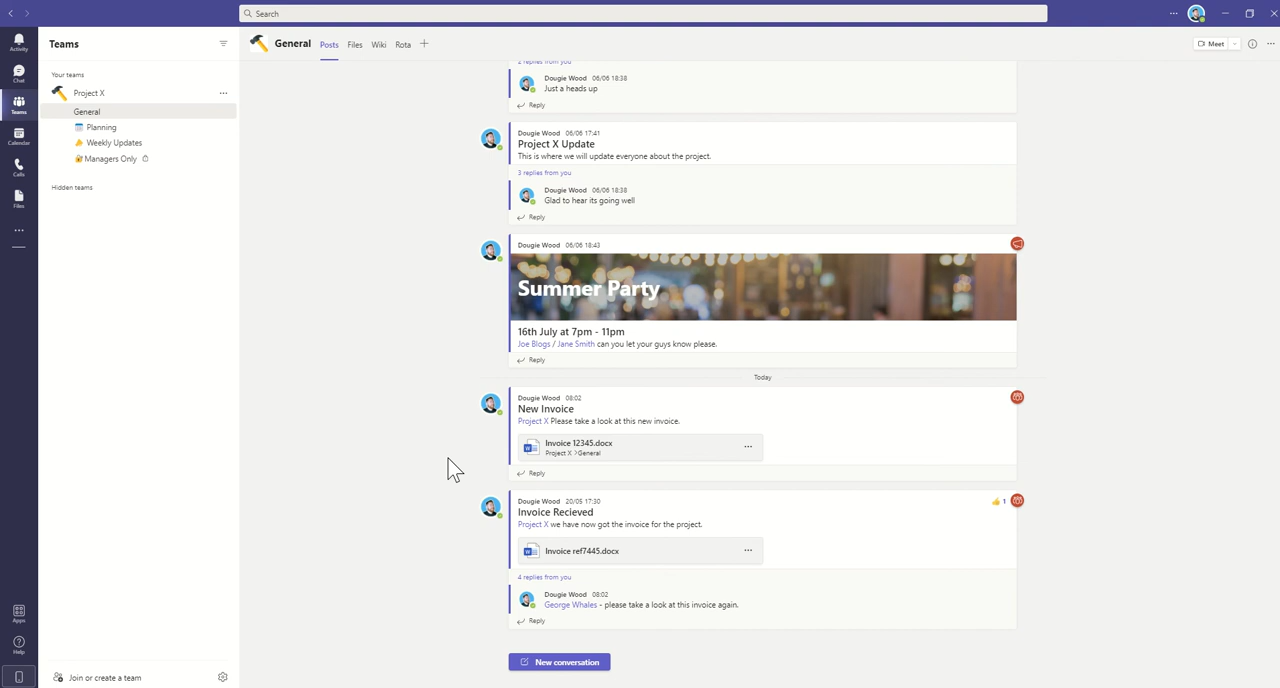 Search
Activity
Chat
Teams
Calendar
Calls
Files
Apps
Help
Teams
Your teams
Project X
General
Planning
Weekly Updates
Managers Only
Hidden teams
Join or create a team
General Posts Files Wiki Rota
Meet
2 replies from you
Dougie Wood 06/06 18:38
Just a heads up
Reply
Dougie Wood 06/06 17:41
Project X Update
This is where we will update everyone about the project.
3 replies from you
Dougie Wood 06/06 18:38
Glad to hear its going well
Reply
Dougie Wood 06/06 18:43
Summer Party
16th July at 7pm - 11pm
Joe Blogs / Jane Smith can you let your guys know please.
Reply
Today
Dougie Wood 08:02
New Invoice
Project X Please take a look at this new invoice.
Invoice 12345.docx
Project X >General
Reply
Dougie Wood 20/05 17:30
1
Invoice Recieved
Project X we have now got the invoice for the project.
Invoice ref7445.docx
4 replies from you
Dougie Wood 08:02
George Whales - please take a look at this invoice again.
Reply
New conversation